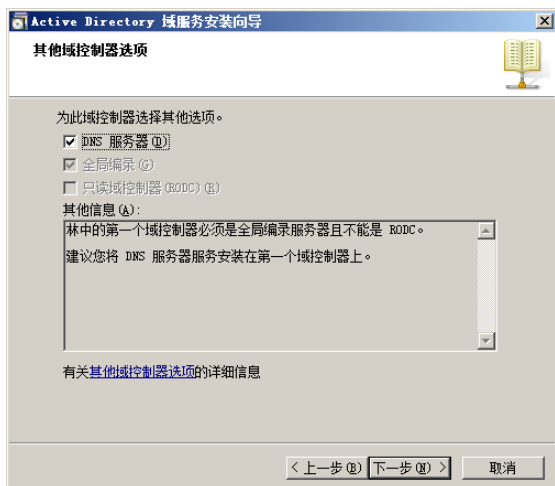 Active Directory 域服务安装向导
其他域控制器选项
为此域控制器选择其他选项。
DNS 服务器(D)
全局编录(G)
只读域控制器(RODC)(R)
其他信息(A):
林中的第一个域控制器必须是全局编录服务器且不能是 RODC。
建议您将 DNS 服务器服务安装在第一个域控制器上。
有关其他域控制器选项的详细信息
< 上一步(B) 下一步(N) > 取消